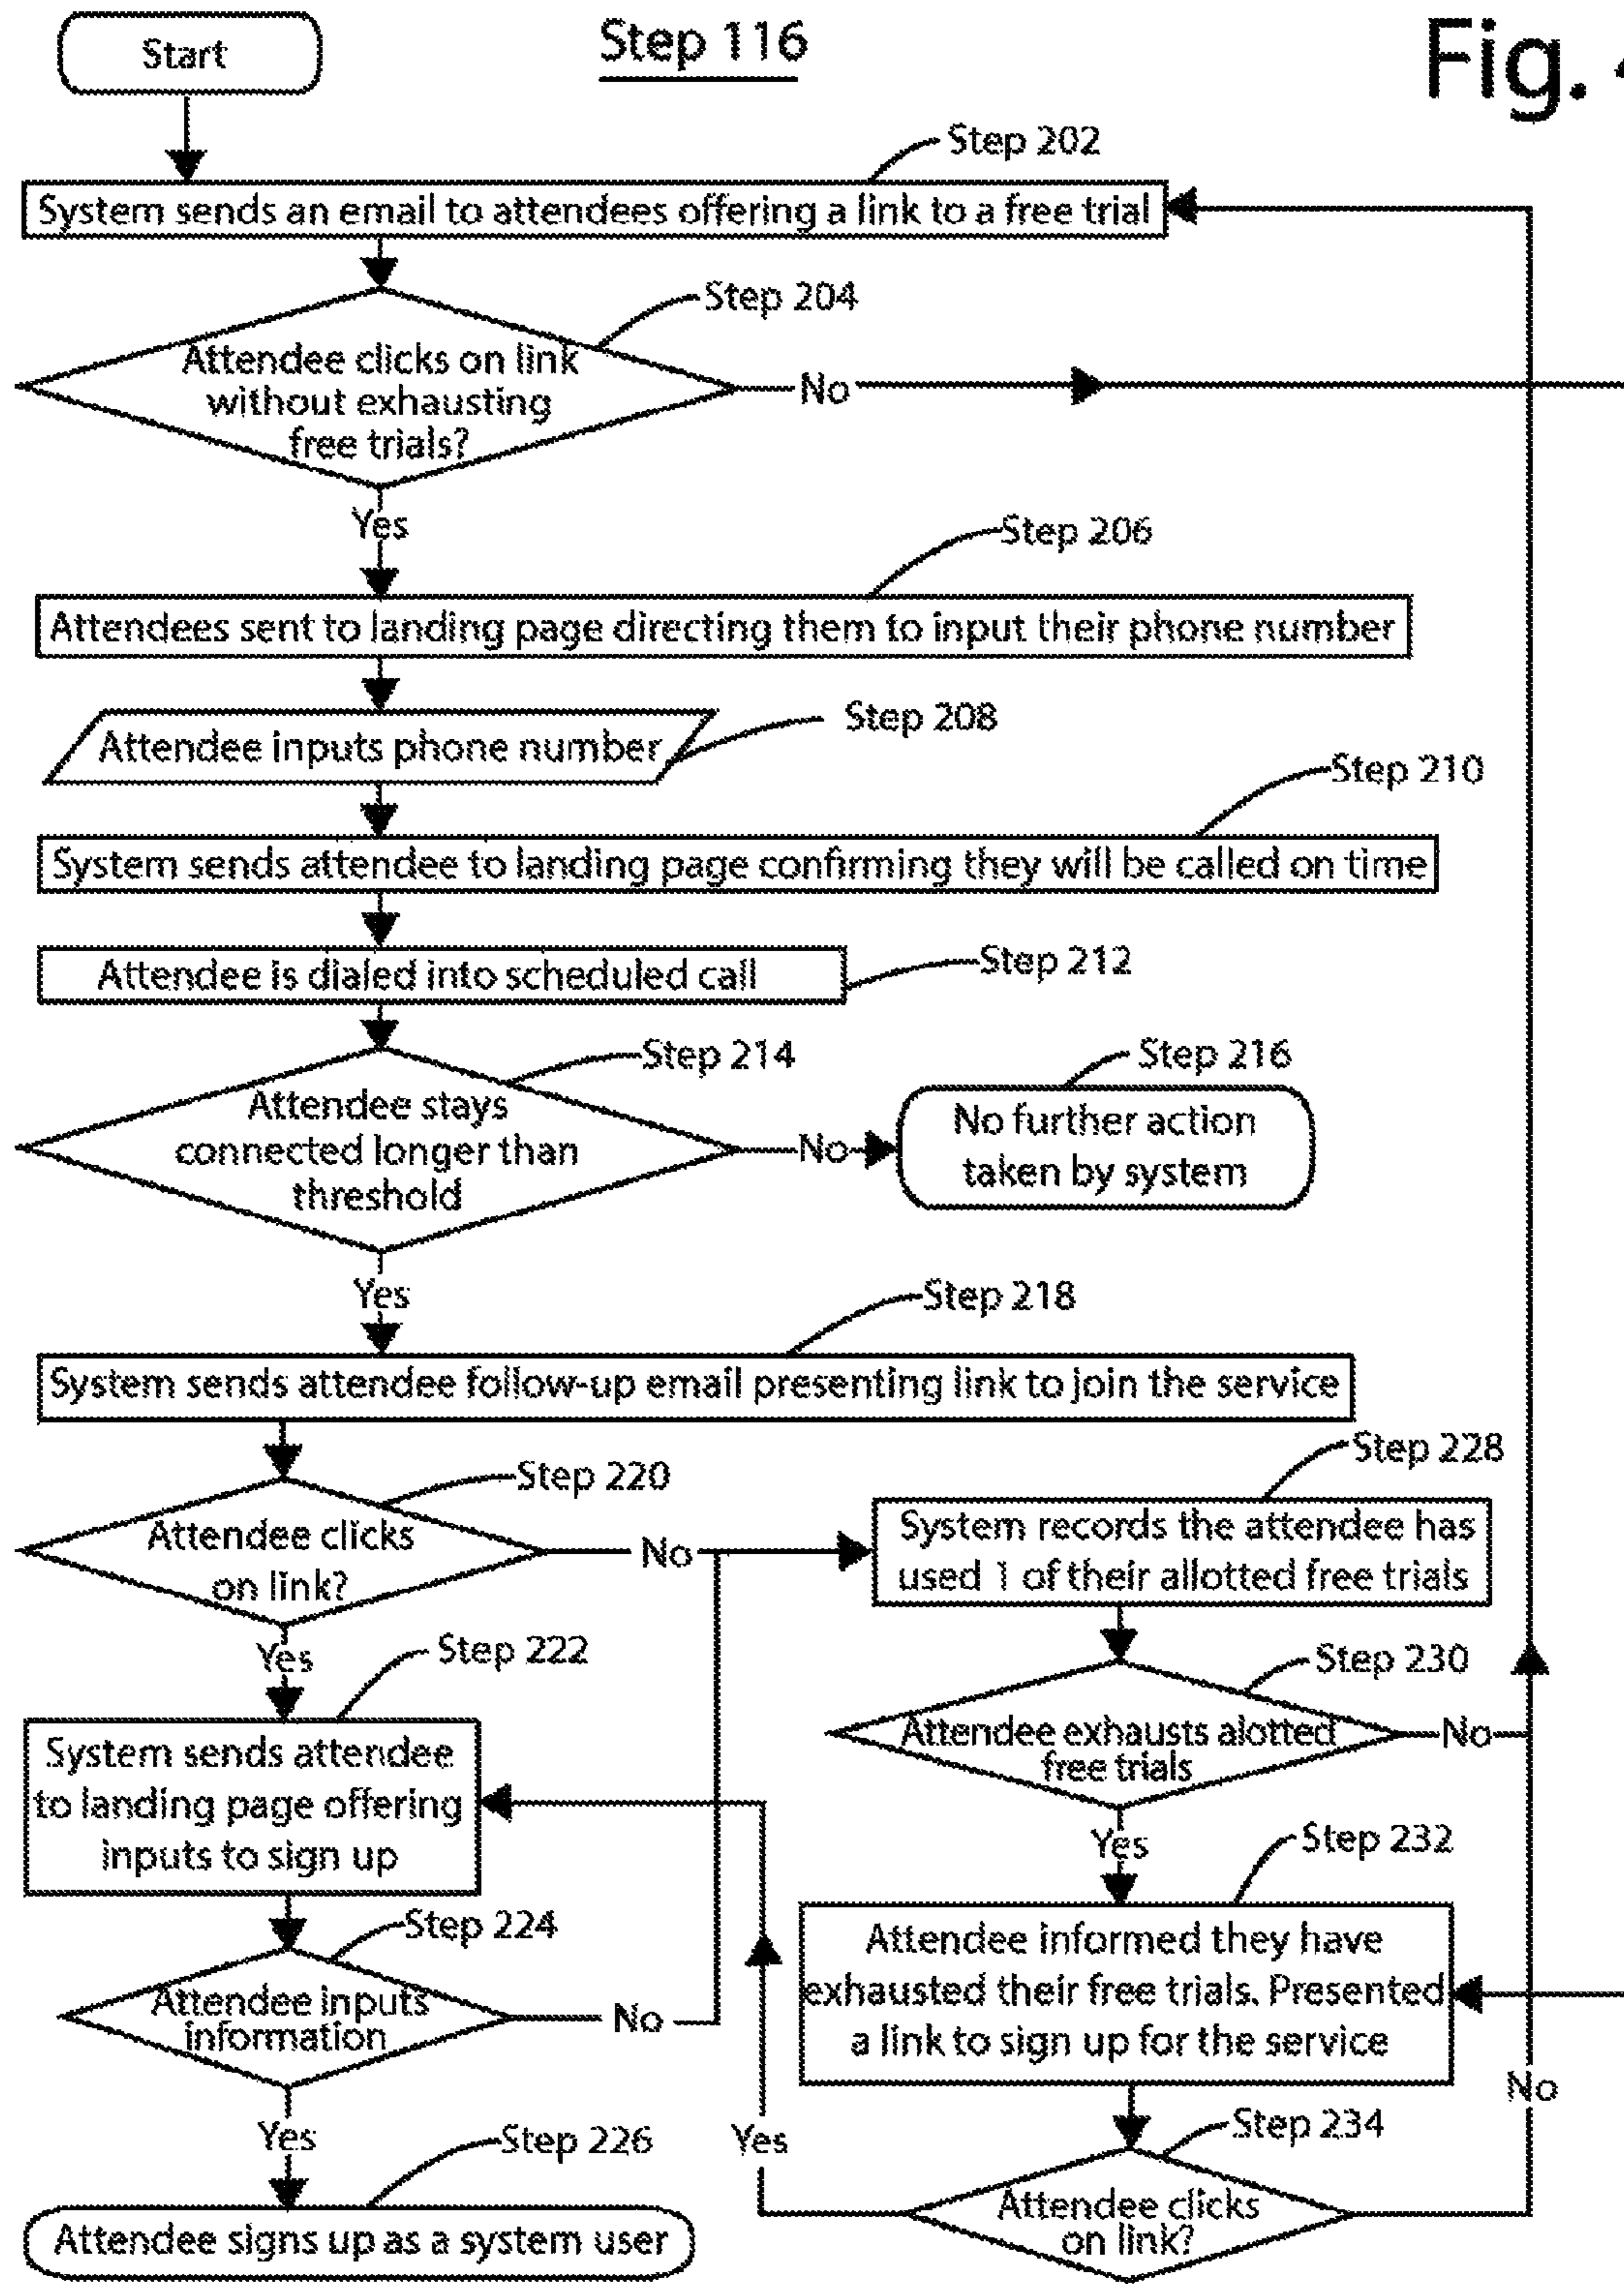 Start
Step 116
Fig. 4
Step 202
System sends an email to attendees offering a link to a free trial
Step 204
Attendee clicks on link
without exhausting
free trials?
No
Yes
Step 206
Attendees sent to landing page directing them to input their phone number
Step 208
Attendee inputs phone number
Step 210
System sends attendee to landing page confirming they will be called on time
Attendee is dialed into scheduled call
Step 212
Step 214
Attendee stays
connected longer than
threshold
No
Step 216
No further action
taken by system
Yes
Step 218
System sends attendee follow-up email presenting link to join the service
Step 220
Attendee clicks
on link?
No
Step 228
System records the attendee has
used 1 of their allotted free trials
Yes
Step 222
System sends attendee
to landing page offering
inputs to sign up
Step 230
Attendee exhausts alotted
free trials
No
Yes
Step 224
Attendee inputs
information
No
Step 232
Attendee informed they have
exhausted their free trials. Presented
a link to sign up for the service
No
Yes
Step 226
Attendee signs up as a system user
Yes
Step 234
Attendee clicks
on link?